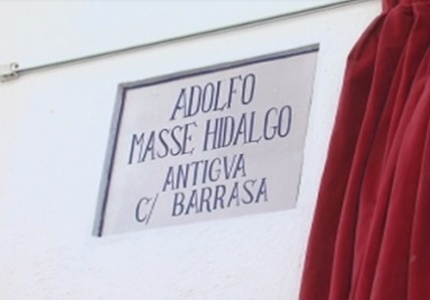 ADOLFO
MASSE HIDALGO
ANTIGVA
C/ BARRASA